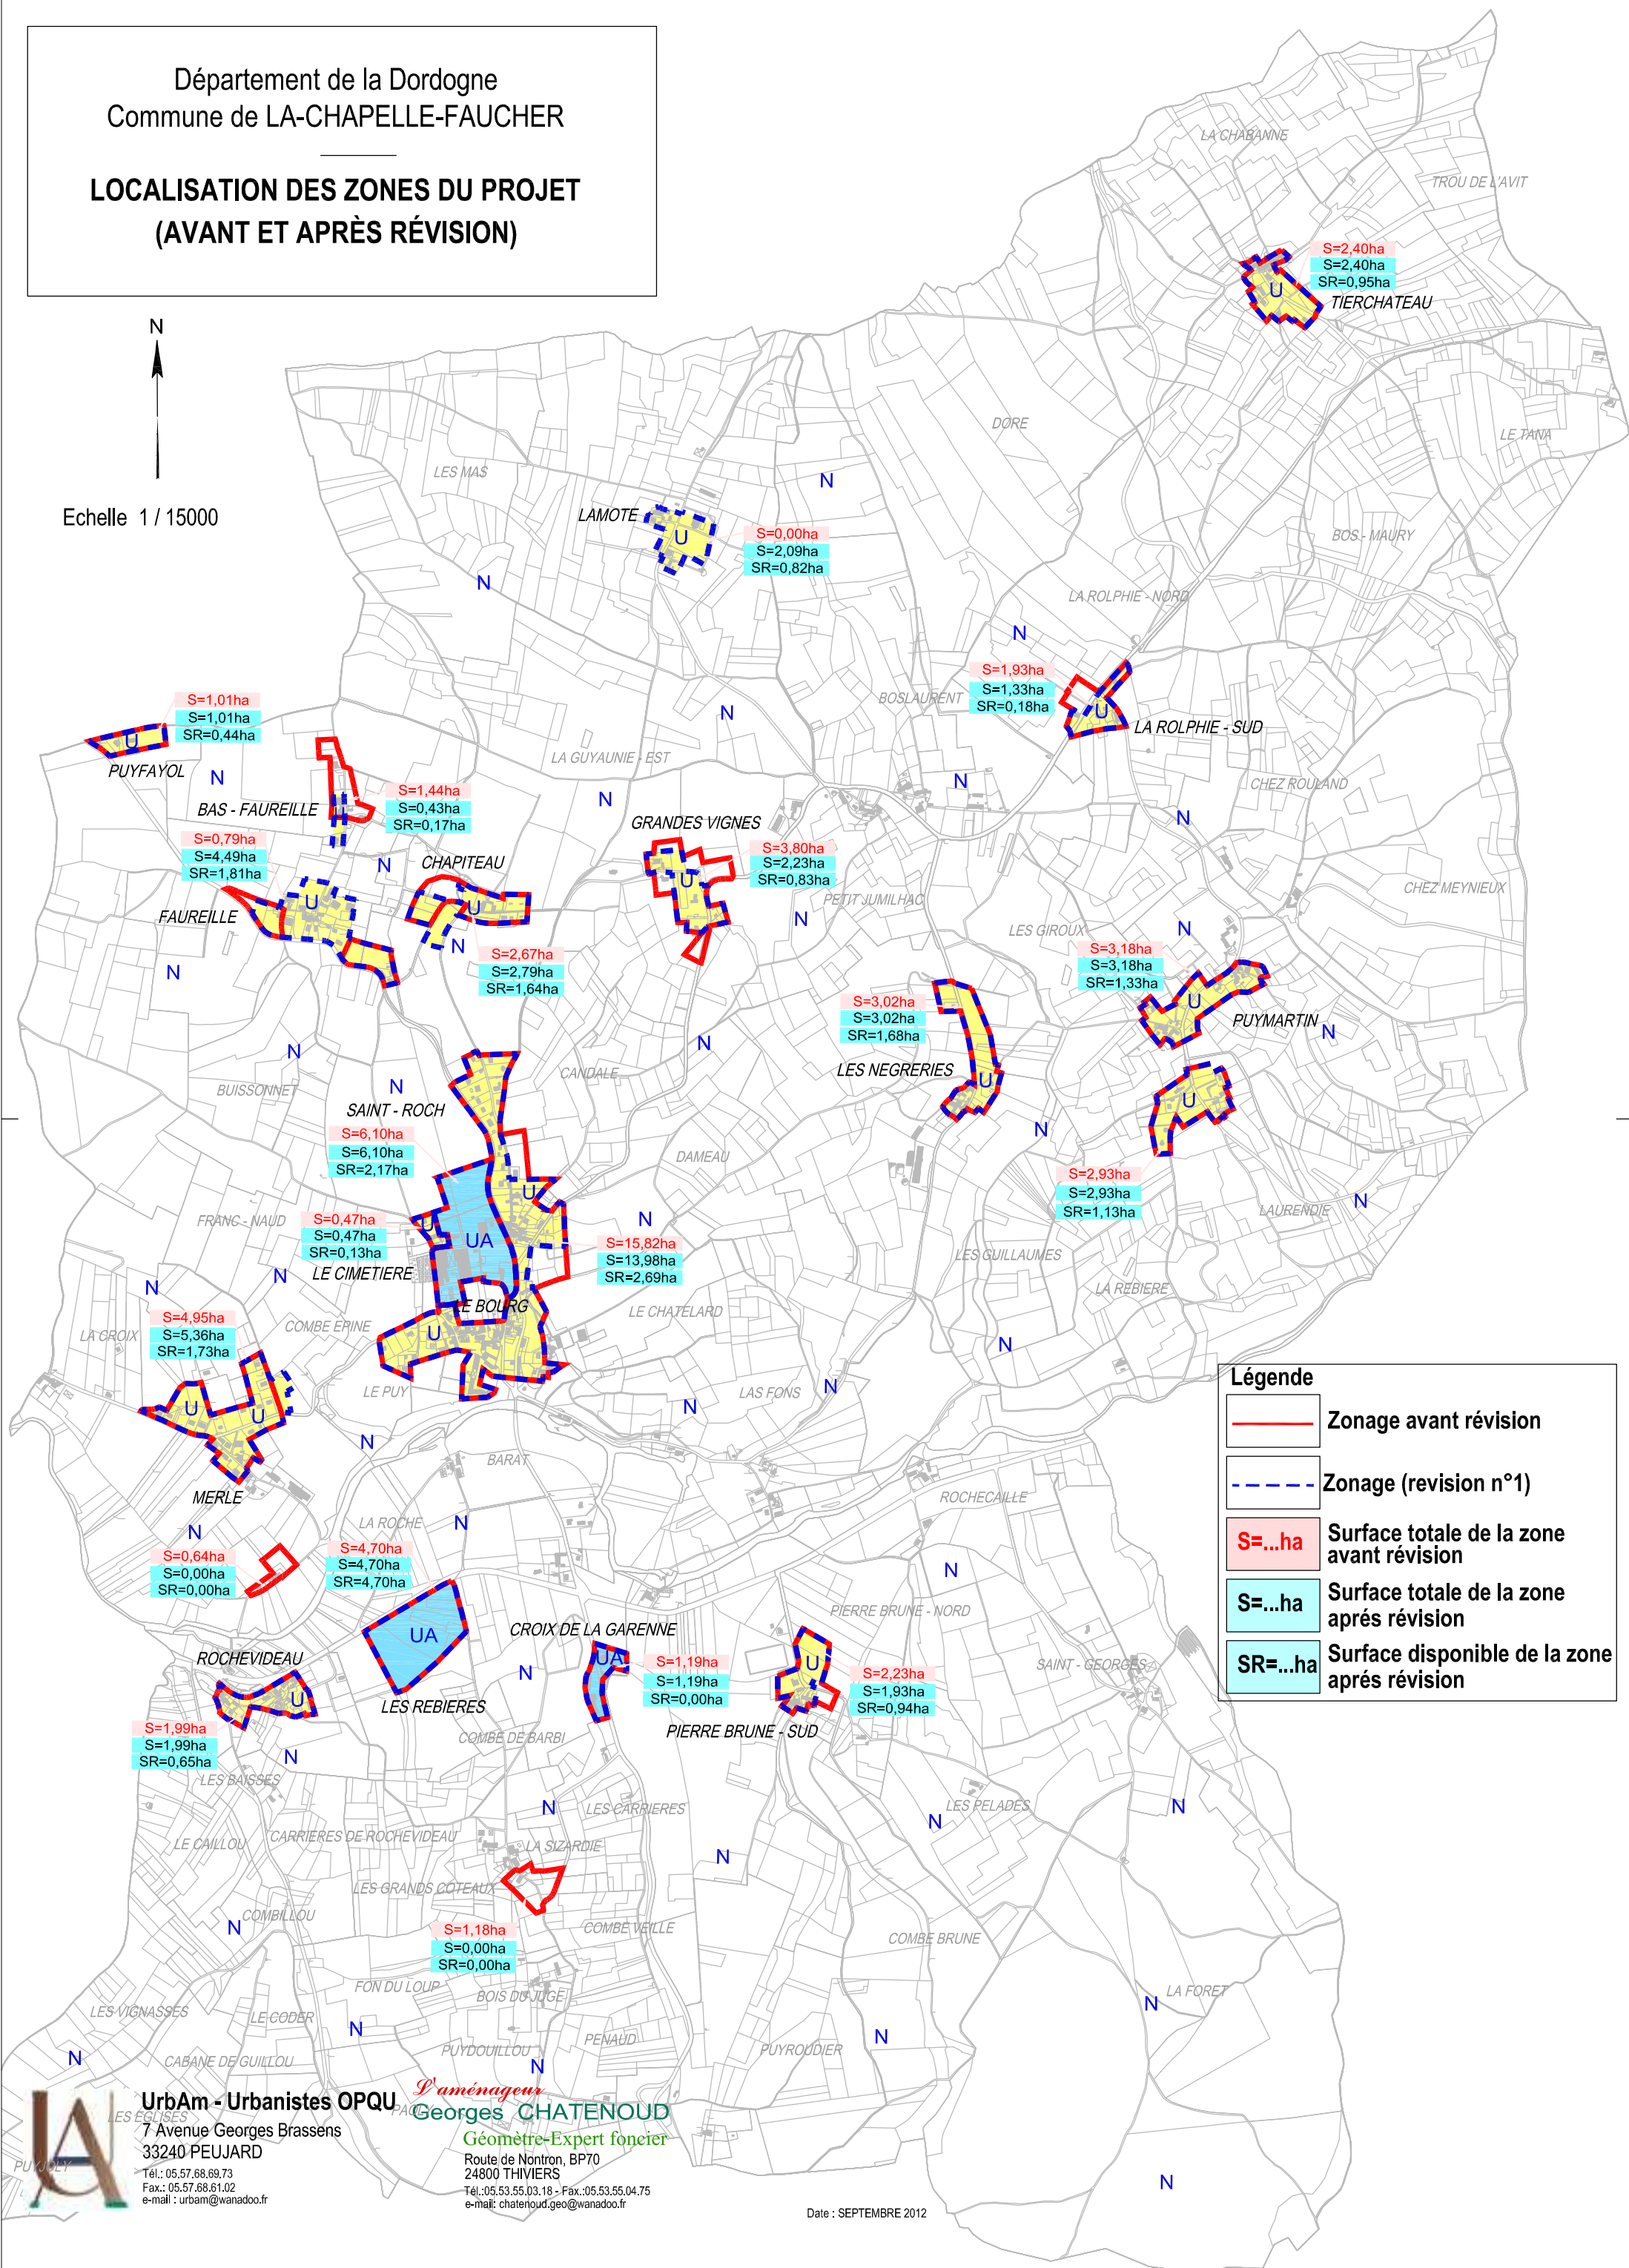 Département de la Dordogne
Commune de LA-CHAPELLE-FAUCHER
LOCALISATION DES ZONES DU PROJET
(AVANT ET APRÈS RÉVISION)
N
Echelle 1 / 15000
LA CHABANNE
TROU DE L'AVIT
S=2,40ha
S=2,40ha
SR=0,95ha
U
TIERCHATEAU
DORE
LE TANA
LES MAS
N
LAMOTE
U
S=0,00ha
S=2,09ha
SR=0,82ha
BOS - MAURY
N
LA ROLPHIE - NORD
N
S=1,93ha
S=1,33ha
SR=0,18ha
BOSLAURENT
U
LA ROLPHIE - SUD
S=1,01ha
S=1,01ha
SR=0,44ha
U
PUYFAYOL
N
N
LA GUYAUNIE - EST
N
N
CHEZ ROULAND
BAS - FAUREILLE
S=1,44ha
S=0,43ha
SR=0,17ha
N
GRANDES VIGNES
S=0,79ha
S=4,49ha
SR=1,81ha
N
CHAPITEAU
S=3,80ha
S=2,23ha
SR=0,83ha
U
PETIT JUMILHAC
CHEZ MEYNIEUX
FAUREILLE
U
U
N
N
N
LES GIROUX
N
S=2,67ha
S=2,79ha
SR=1,64ha
S=3,18ha
S=3,18ha
SR=1,33ha
U
PUYMARTIN
N
S=3,02ha
S=3,02ha
SR=1,68ha
LES NEGRERIES
U
N
N
CANDALE
BUISSONNET
N
SAINT - ROCH
U
N
S=6,10ha
S=6,10ha
SR=2,17ha
DAMEAU
S=2,93ha
S=2,93ha
SR=1,13ha
LAURENDIE
N
FRANC - NAUD
S=0,47ha
S=0,47ha
SR=0,13ha
U
U
UA
N
S=15,82ha
S=13,98ha
SR=2,69ha
LE CIMETIERE
LES GUILLAUMES
LA REBIERE
N
N
LE BOURG
LE CHATELARD
S=4,95ha
S=5,36ha
SR=1,73ha
COMBE EPINE
LA CROIX
U
N
LE PUY
LAS FONS
N
N
U
U
N
MERLE
BARAT
ROCHECAILLE
LA ROCHE
N
N
S=0,64ha
S=0,00ha
SR=0,00ha
S=4,70ha
S=4,70ha
SR=4,70ha
N
PIERRE BRUNE - NORD
CROIX DE LA GARENNE
UA
UA
U
ROCHEVIDEAU
U
N
S=1,19ha
S=1,19ha
SR=0,00ha
S=2,23ha
S=1,93ha
SR=0,94ha
SAINT - GEORGES
LES REBIERES
PIERRE BRUNE - SUD
S=1,99ha
S=1,99ha
SR=0,65ha
N
COMBE DE BARBI
LES BAISSES
Légende
Zonage avant révision
Zonage (revision n°1)
S=...ha
Surface totale de la zone
avant révision
S=...ha
Surface totale de la zone
aprés révision
SR=...ha
Surface disponible de la zone
aprés révision
N
LES CARRIERES
LES PELADES
N
N
LE CAILLOU
CARRIERES DE ROCHEVIDEAU
LA SIZARDIE
N
LES GRANDS COTEAUX
COMBILLOU
N
COMBE VEILLE
COMBE BRUNE
S=1,18ha
S=0,00ha
SR=0,00ha
FON DU LOUP
BOIS DU JUGE
LA FORET
N
LES VIGNASSES
LE CODER
N
PENAUD
N
PUYDOUILLOU
PUYROUDIER
N
CABANE DE GUILLOU
N
LES EGLISES
PUYJOLY
UrbAm - Urbanistes OPQU
7 Avenue Georges Brassens
33240 PEUJARD
Tél.: 05.57.68.69.73
Fax.: 05.57.68.61.02
e-mail : urbam@wanadoo.fr
L'aménageur
Georges CHATENOUD
Géomètre-Expert foncier
Route de Nontron, BP70
24800 THIVIERS
Tél.:05.53.55.03.18 - Fax.:05.53.55.04.75
e-mail: chatenoud.geo@wanadoo.fr
N
Date : SEPTEMBRE 2012